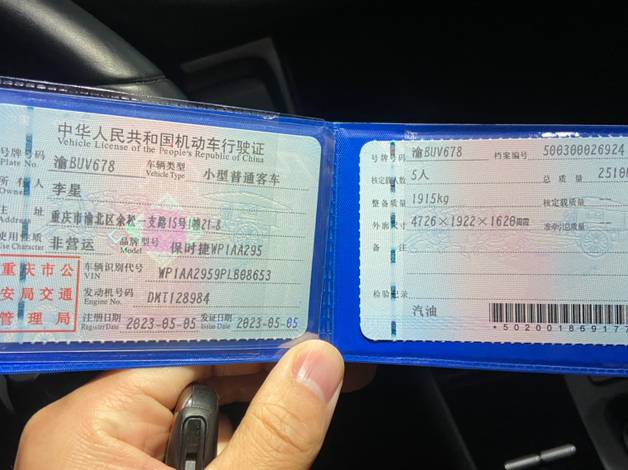 中华人民共和国机动车行驶证
Vehicle License of the People's Republic of China
号牌号码 渝BUV678 车辆类型 小型普通客车
Plate No. Vehicle Type
所有人 李星
Owner
住址 重庆市渝北区余松一支路15号1幢21-8
Address
使用性质 非营运 品牌型号 保时捷WP1AA295
Use Character Model
重庆市公
安局交通
管理局
车辆识别代号 WP1AA2959PLB08653
VIN
发动机号码 DMT128984
Engine No.
注册日期 2023-05-05 发证日期 2023-05-05
Register Date Issue Date
号牌号码 渝BUV678 档案编号 500300026924
核定载人数 5人 总质量 2510
整备质量 1915kg 核定载质量
外廓尺寸 4726×1922×1620mm 准牵引总质量
备注
检验记录
汽油
*502001869177